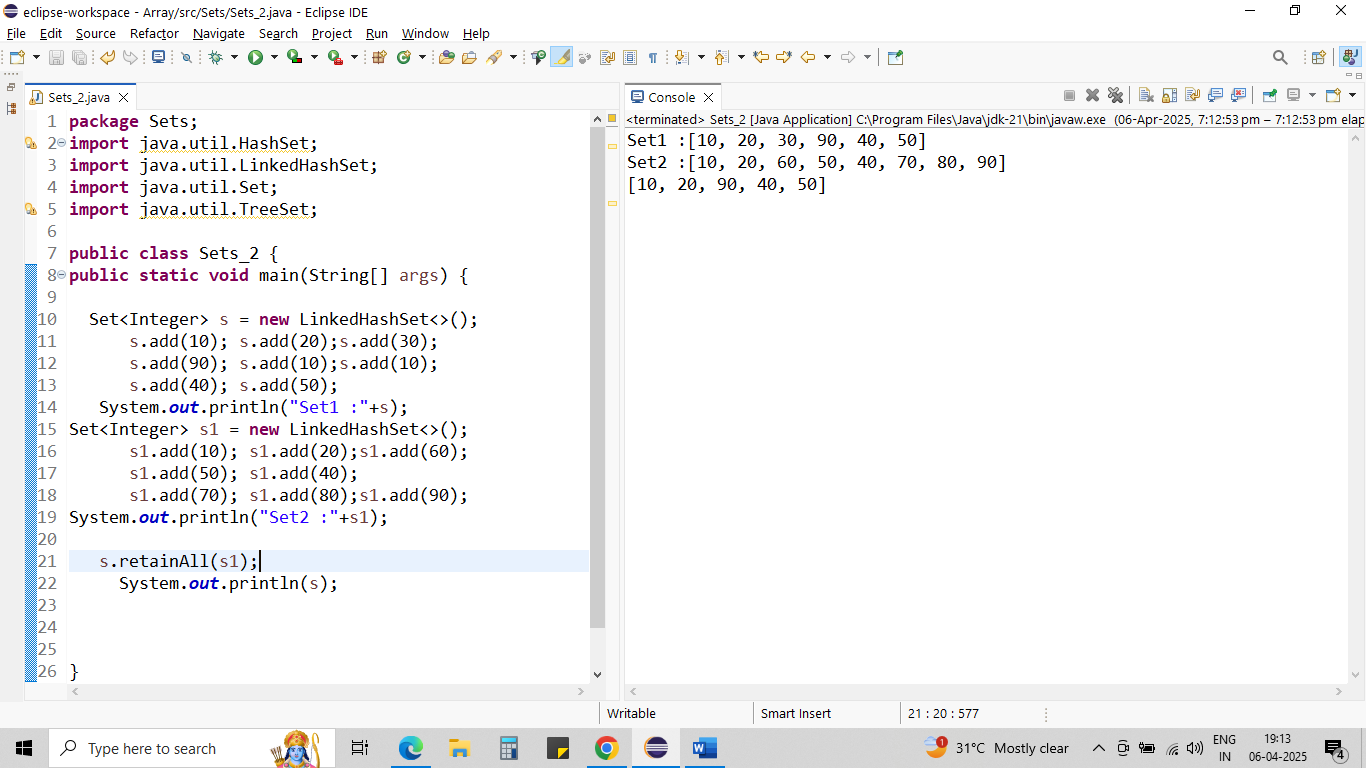 eclipse-workspace - Array/src/Sets/Sets_2.java - Eclipse IDE
File Edit Source Refactor Navigate Search Project Run Window Help
Sets_2.java
1 package Sets;
2 import java.util.HashSet;
3 import java.util.LinkedHashSet;
4 import java.util.Set;
5 import java.util.TreeSet;
6
7 public class Sets_2 {
8 public static void main(String[] args) {
9
10 Set<Integer> s = new LinkedHashSet<>();
11 s.add(10); s.add(20);s.add(30);
12 s.add(90); s.add(10);s.add(10);
13 s.add(40); s.add(50);
14 System.out.println("Set1 :"+s);
15 Set<Integer> s1 = new LinkedHashSet<>();
16 s1.add(10); s1.add(20);s1.add(60);
17 s1.add(50); s1.add(40);
18 s1.add(70); s1.add(80);s1.add(90);
19 System.out.println("Set2 :"+s1);
20
21 s.retainAll(s1);
22 System.out.println(s);
23
24
25
26 }
Console
<terminated> Sets_2 [Java Application] C:\Program Files\Java\jdk-21\bin\javaw.exe (06-Apr-2025, 7:12:53 pm – 7:12:53 pm elap
Set1 :[10, 20, 30, 90, 40, 50]
Set2 :[10, 20, 60, 50, 40, 70, 80, 90]
[10, 20, 90, 40, 50]
Writable Smart Insert 21 : 20 : 577
Type here to search
1
31°C Mostly clear
ENG
IN
19:13
06-04-2025
4